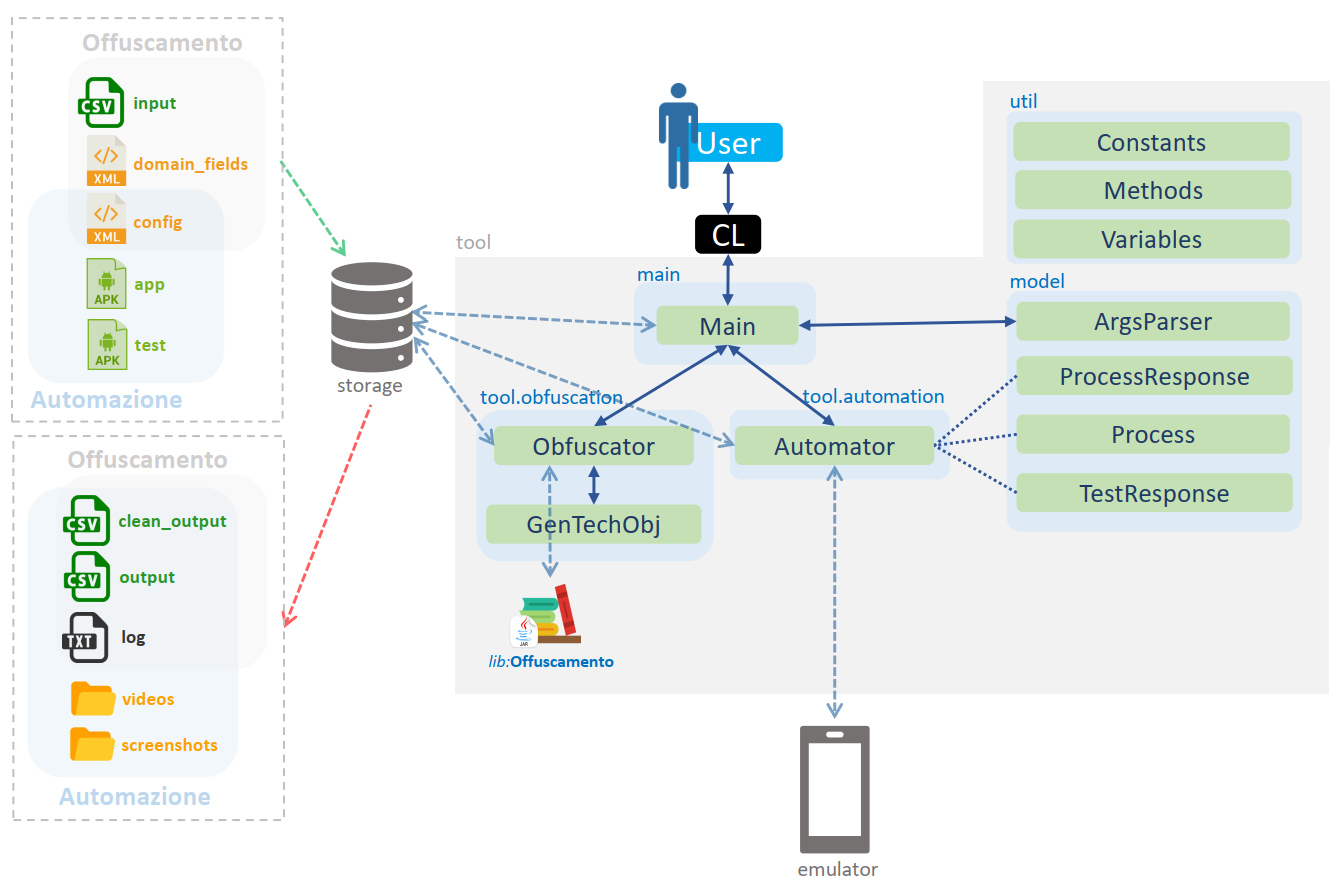 Offuscamento
CSV
input
</>
XML
domain_fields
</>
XML
config
APK
app
APK
test
Automazione
Offuscamento
CSV
clean_output
CSV
output
TXT
log
videos
screenshots
Automazione
storage
User
CL
tool
main
Main
tool.obfuscation
Obfuscator
GenTechObj
JAR
lib:Offuscamento
tool.automation
Automator
emulator
util
Constants
Methods
Variables
model
ArgsParser
ProcessResponse
Process
TestResponse